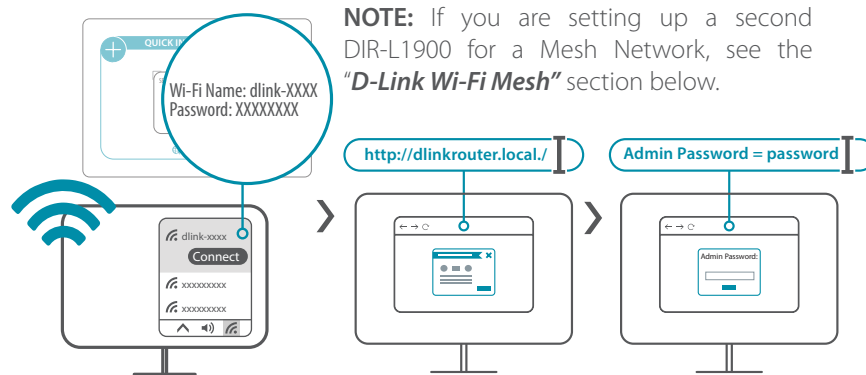 NOTE: If you are setting up a second
DIR-L1900 for a Mesh Network, see the
“D-Link Wi-Fi Mesh” section below.
QUICK IN
Wi-Fi Name: dlink-XXXX
Password: XXXXXXXX
dlink-xxxx
Connect
xxxxxxxxx
xxxxxxxxx
http://dlinkrouter.local./
Admin Password = password
Admin Password: